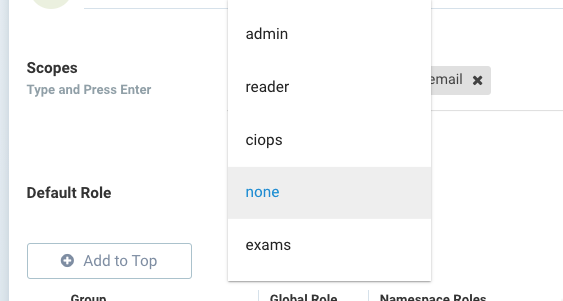 admin
Scopes
Type and Press Enter
reader
email ✖
ciops
Default Role
none
exams
Add to Top
Group
Global Role
Namespace Roles